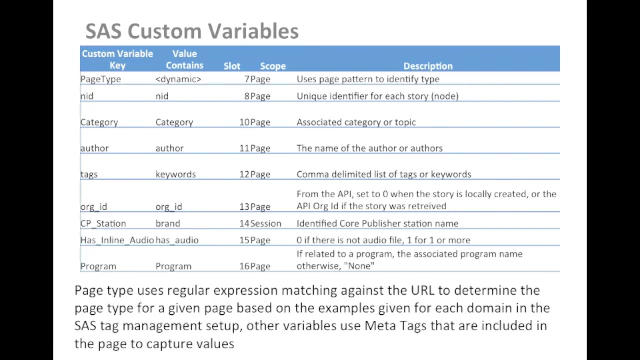 SAS Custom Variables
Custom Variable Key Value Contains Slot Scope Description
PageType <dynamic> 7 Page Uses page pattern to identify type
nid nid 8 Page Unique identifier for each story (node)
Category Category 10 Page Associated category or topic
author author 11 Page The name of the author or authors
tags keywords 12 Page Comma delimited list of tags or keywords
org_id org_id 13 Page From the API, set to 0 when the story is locally created, or the
API Org Id if the story was retreived
CP_Station brand 14 Session Identified Core Publisher station name
Has_Inline_Audio has_audio 15 Page 0 if there is not audio file, 1 for 1 or more
Program Program 16 Page If related to a program, the associated program name
otherwise, "None"
Page type uses regular expression matching against the URL to determine the
page type for a given page based on the examples given for each domain in the
SAS tag management setup, other variables use Meta Tags that are included in
the page to capture values